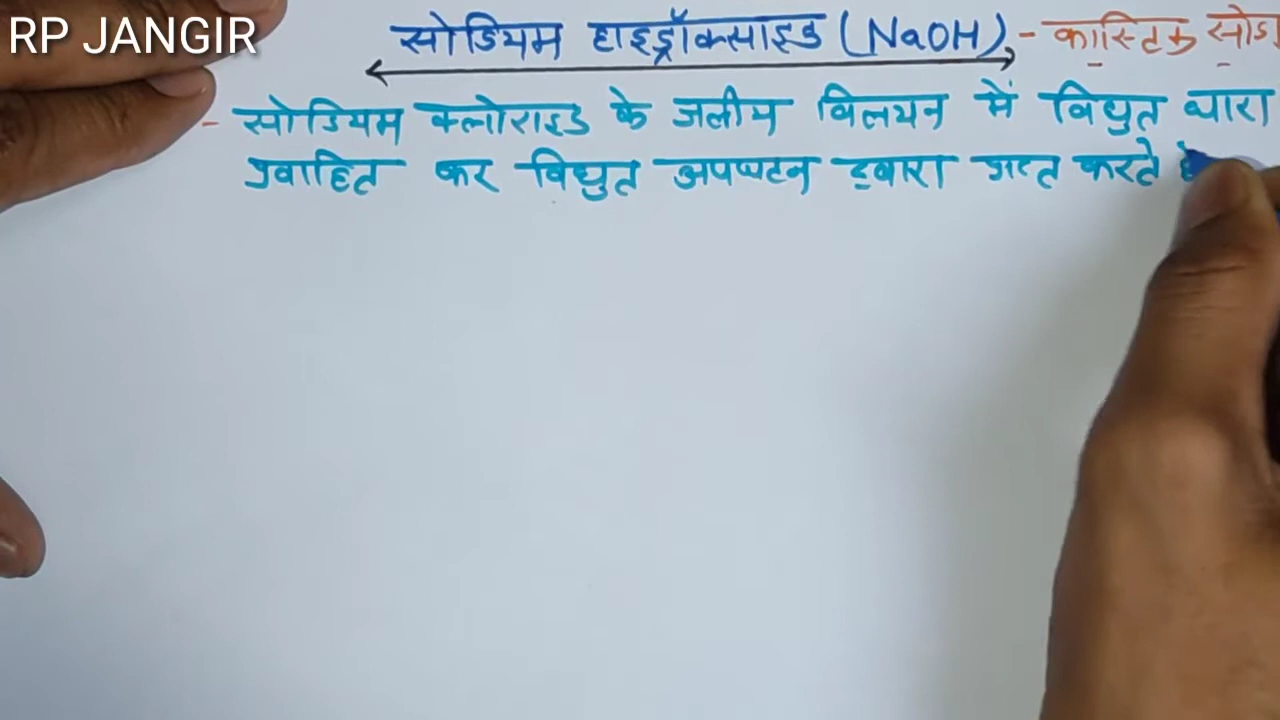 RP JANGIR
सोडियम हाइड्रॉक्साइड (NaOH) - कास्टिक सोडा
- सोडियम क्लोराइड के जलीय विलयन में विद्युत धारा
प्रवाहित कर विद्युत अपघटन द्वारा प्राप्त करते